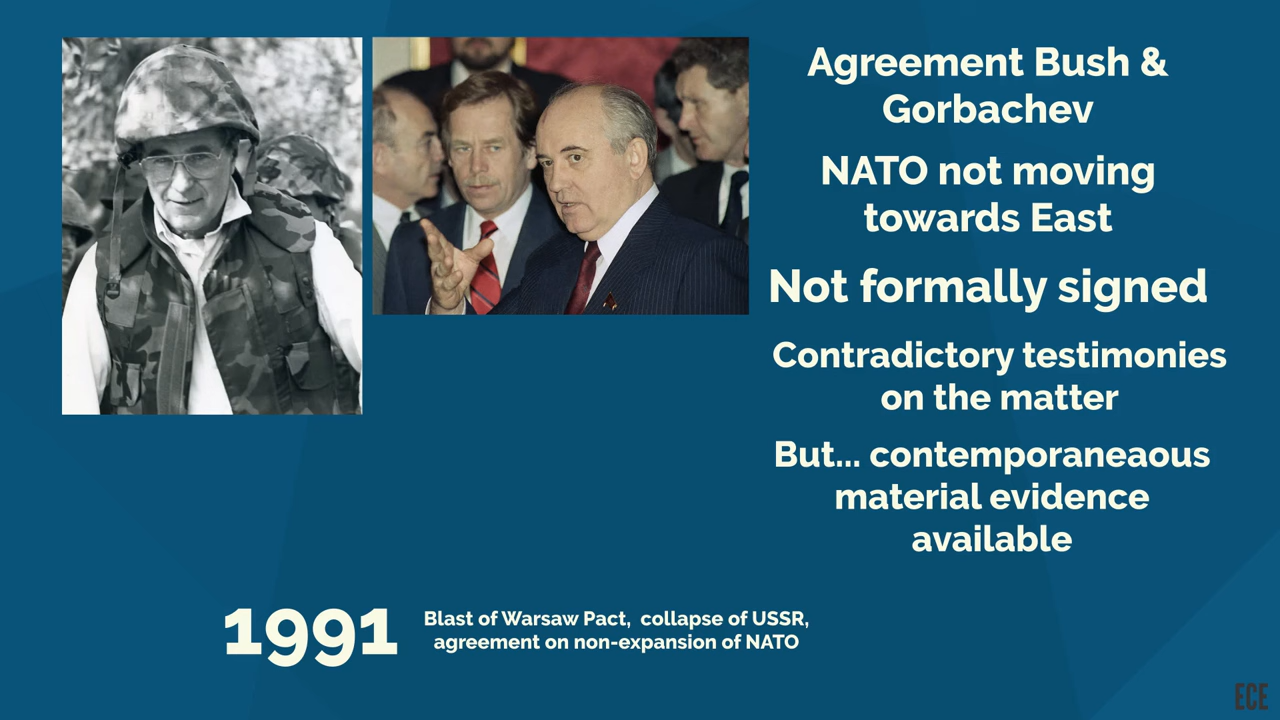 Agreement Bush &
Gorbachev
NATO not moving
towards East
Not formally signed
Contradictory testimonies
on the matter
But... contemporaneaous
material evidence
available
1991
Blast of Warsaw Pact, collapse of USSR,
agreement on non-expansion of NATO
ECE